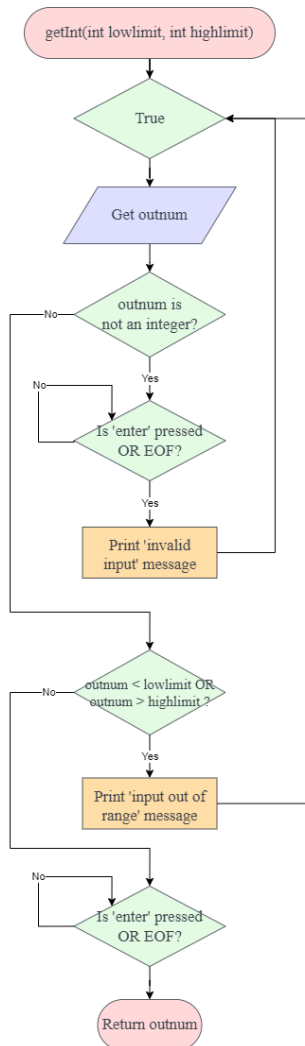 getInt(int lowlimit, int highlimit)
True
Get outnum
outnum is
not an integer?
No
Yes
No
Is 'enter' pressed
OR EOF?
Yes
Print 'invalid
input' message
outnum < lowlimit OR
outnum > highlimit ?
No
Yes
Print 'input out of
range' message
No
Is 'enter' pressed
OR EOF?
Return outnum